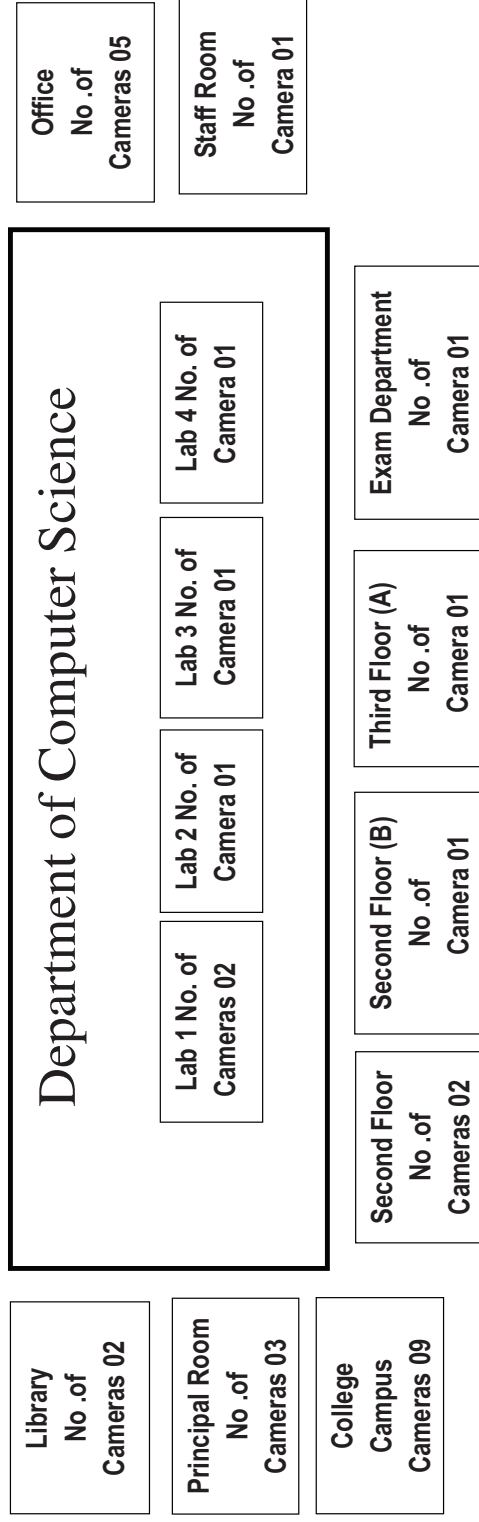 Library
No .of
Cameras 02
Principal Room
No .of
Cameras 03
College
Campus
Cameras 09
Department of Computer Science
Lab 1 No. of
Cameras 02
Lab 2 No. of
Camera 01
Lab 3 No. of
Camera 01
Lab 4 No. of
Camera 01
Office
No .of
Cameras 05
Staff Room
No .of
Camera 01
Second Floor
No .of
Cameras 02
Second Floor (B)
No .of
Camera 01
Third Floor (A)
No .of
Camera 01
Exam Department
No .of
Camera 01